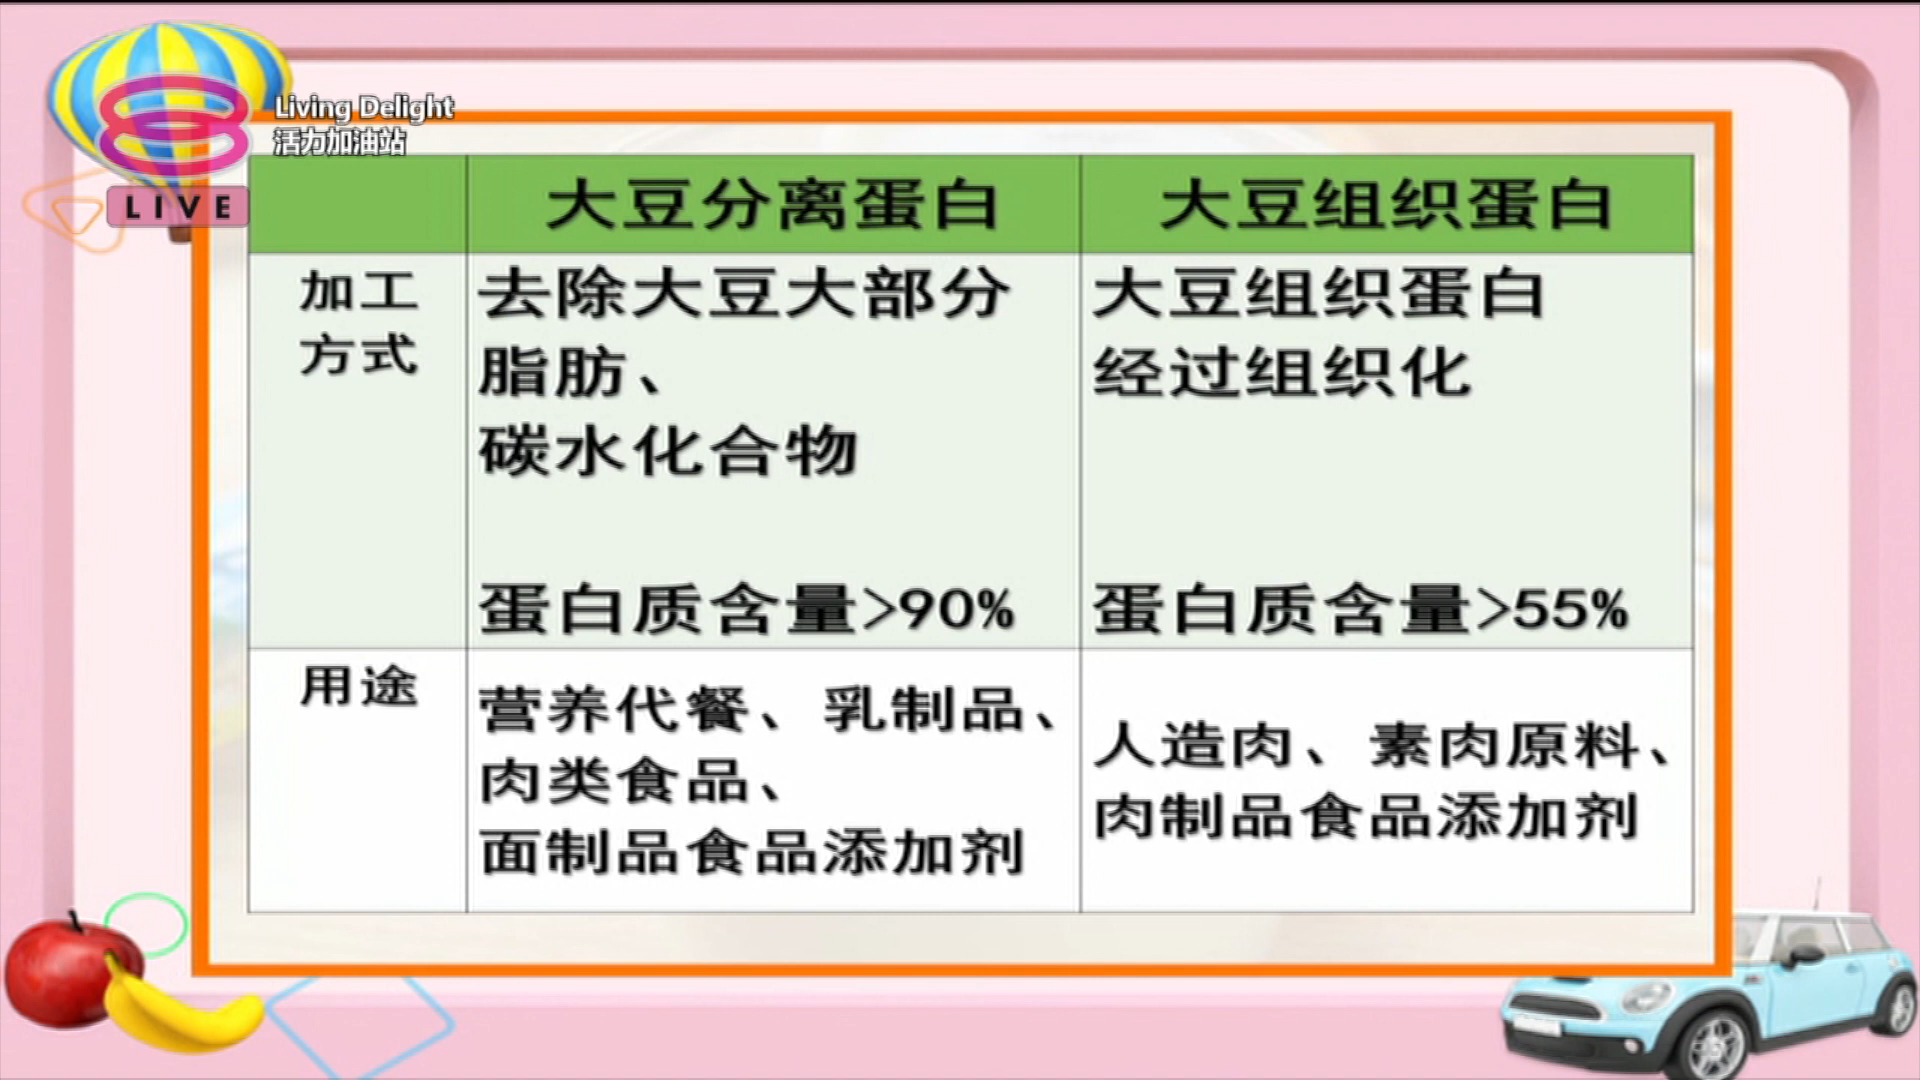 Living Delight
活力加油站
LIVE
大豆分离蛋白
大豆组织蛋白
加工
方式
去除大豆大部分
脂肪、
碳水化合物
蛋白质含量>90%
大豆组织蛋白
经过组织化
蛋白质含量>55%
用途
营养代餐、乳制品、
肉类食品、
面制品食品添加剂
人造肉、素肉原料、
肉制品食品添加剂